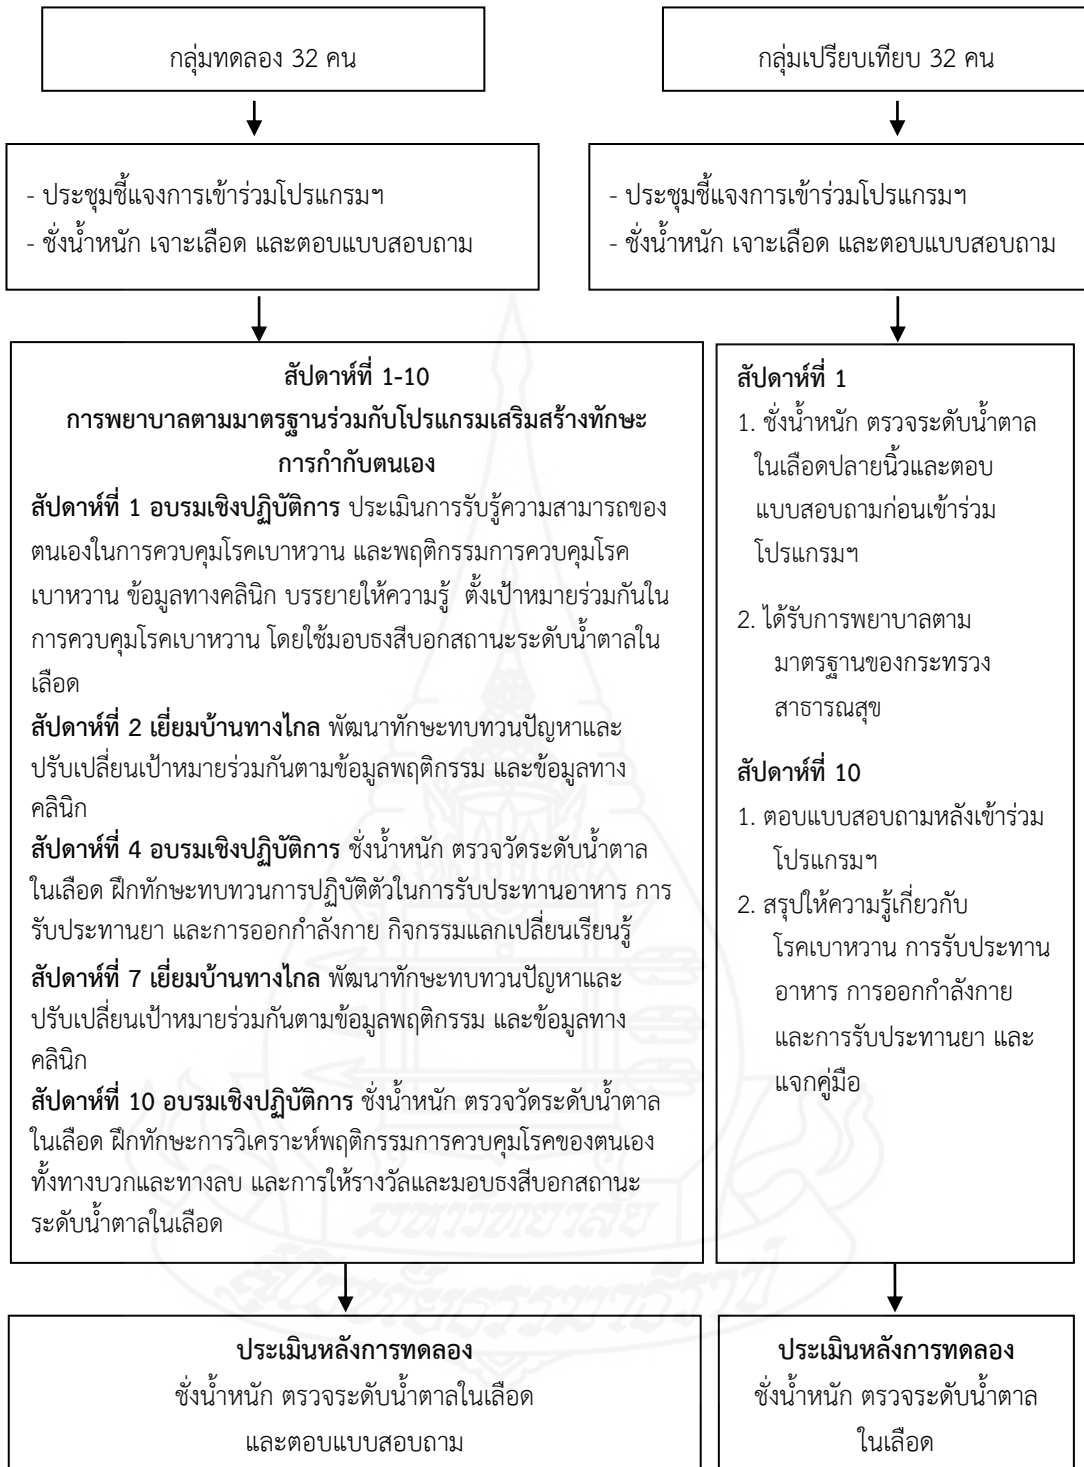 กลุ่มทดลอง 32 คน
กลุ่มเปรียบเทียบ 32 คน
- ประชุมชี้แจงการเข้าร่วมโปรแกรมฯ
- ชั่งน้ำหนัก เจาะเลือด และตอบแบบสอบถาม
- ประชุมชี้แจงการเข้าร่วมโปรแกรมฯ
- ชั่งน้ำหนัก เจาะเลือด และตอบแบบสอบถาม
สัปดาห์ที่ 1-10
การพยาบาลตามมาตรฐานร่วมกับโปรแกรมเสริมสร้างทักษะ
การกำกับตนเอง
สัปดาห์ที่ 1 อบรมเชิงปฏิบัติการ ประเมินการรับรู้ความสามารถของ
ตนเองในการควบคุมโรคเบาหวาน และพฤติกรรมการควบคุมโรค
เบาหวาน ข้อมูลทางคลินิก บรรยายให้ความรู้ ตั้งเป้าหมายร่วมกันใน
การควบคุมโรคเบาหวาน โดยใช้มอบธงสีบอกสถานะระดับน้ำตาลใน
เลือด
สัปดาห์ที่ 2 เยี่ยมบ้านทางไกล พัฒนาทักษะทบทวนปัญหาและ
ปรับเปลี่ยนเป้าหมายร่วมกันตามข้อมูลพฤติกรรม และข้อมูลทาง
คลินิก
สัปดาห์ที่ 4 อบรมเชิงปฏิบัติการ ชั่งน้ำหนัก ตรวจวัดระดับน้ำตาล
ในเลือด ฝึกทักษะทบทวนการปฏิบัติตัวในการรับประทานอาหาร การ
รับประทานยา และการออกกำลังกาย กิจกรรมแลกเปลี่ยนเรียนรู้
สัปดาห์ที่ 7 เยี่ยมบ้านทางไกล พัฒนาทักษะทบทวนปัญหาและ
ปรับเปลี่ยนเป้าหมายร่วมกันตามข้อมูลพฤติกรรม และข้อมูลทาง
คลินิก
สัปดาห์ที่ 10 อบรมเชิงปฏิบัติการ ชั่งน้ำหนัก ตรวจวัดระดับน้ำตาล
ในเลือด ฝึกทักษะการวิเคราะห์พฤติกรรมการควบคุมโรคของตนเอง
ทั้งทางบวกและทางลบ และการให้รางวัลและมอบธงสีบอกสถานะ
ระดับน้ำตาลในเลือด
สัปดาห์ที่ 1
1. ชั่งน้ำหนัก ตรวจระดับน้ำตาล
ในเลือดปลายนิ้วและตอบ
แบบสอบถามก่อนเข้าร่วม
โปรแกรมฯ
2. ได้รับการพยาบาลตาม
มาตรฐานของกระทรวง
สาธารณสุข
สัปดาห์ที่ 10
1. ตอบแบบสอบถามหลังเข้าร่วม
โปรแกรมฯ
2. สรุปให้ความรู้เกี่ยวกับ
โรคเบาหวาน การรับประทาน
อาหาร การออกกำลังกาย
และการรับประทานยา และ
แจกคู่มือ
มหาวิทยาลัย
สุโขทัยธรรมาธิราช
ประเมินหลังการทดลอง
ชั่งน้ำหนัก ตรวจระดับน้ำตาลในเลือด
และตอบแบบสอบถาม
ประเมินหลังการทดลอง
ชั่งน้ำหนัก ตรวจระดับน้ำตาล
ในเลือด